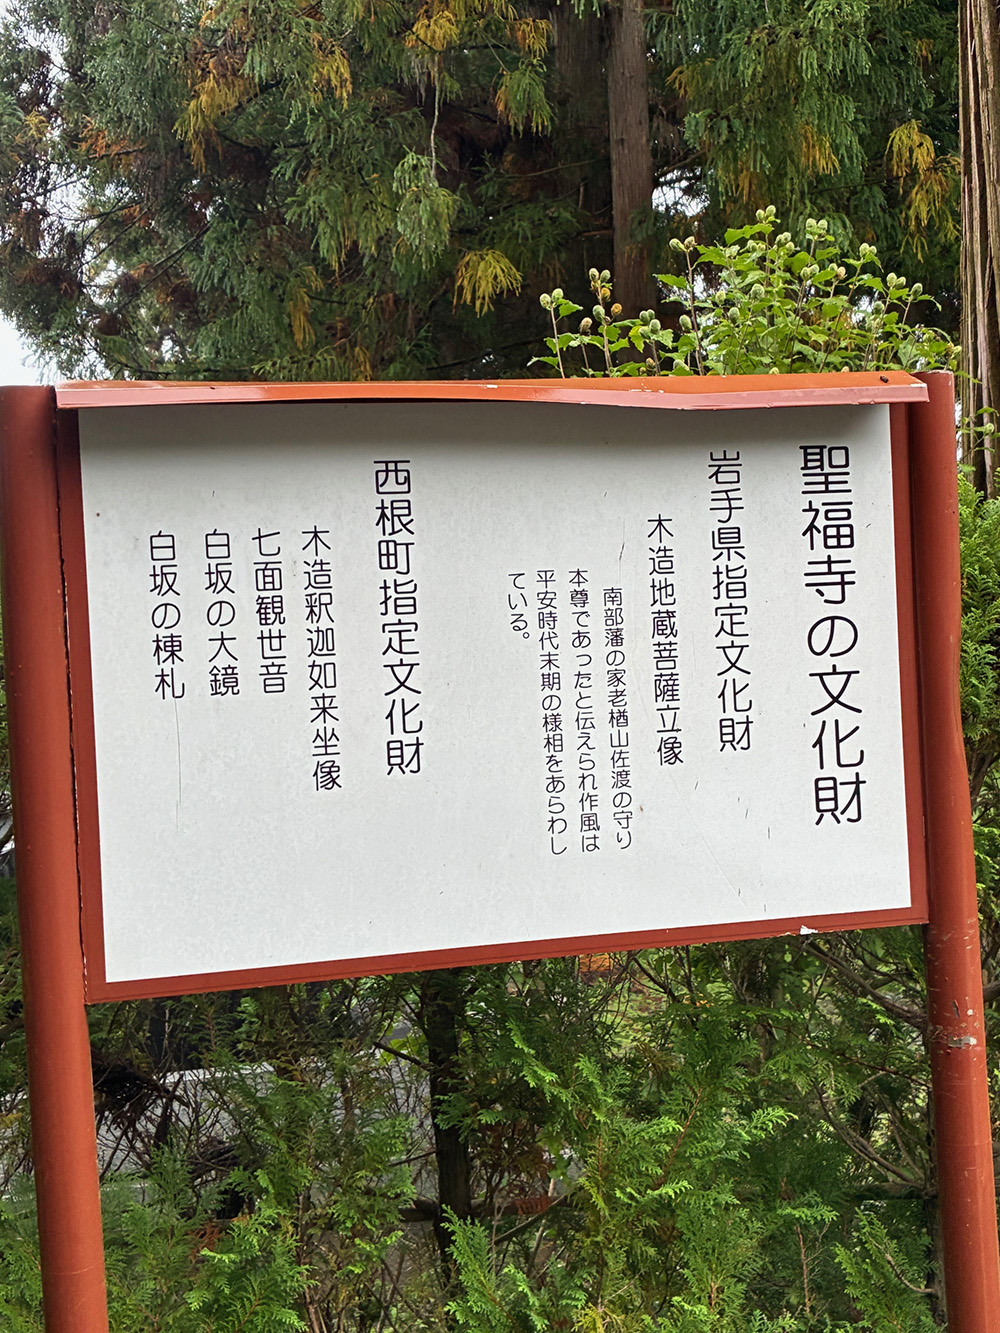 聖福寺の文化財
岩手県指定文化財
木造地蔵菩薩立像
南部藩の家老楢山佐渡の守り
本尊であったと伝えられ作風は
平安時代末期の様相をあらわし
ている。
西根町指定文化財
木造釈迦如来坐像
七面観世音
白坂の大鏡
白坂の棟札